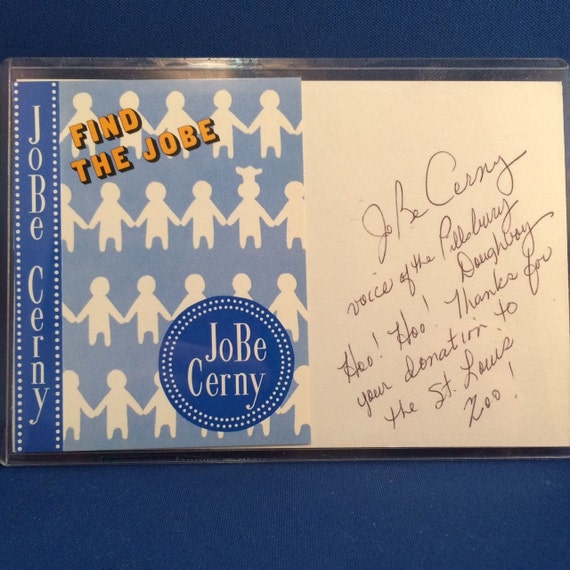 JoBe Cerny
FIND
THE JOBE
JoBe
Cerny
JoBe Cerny
voice of the Pillsbury
Doughboy
Hoo! Hoo! Thanks for
your donation to
the St. Louis
Zoo!